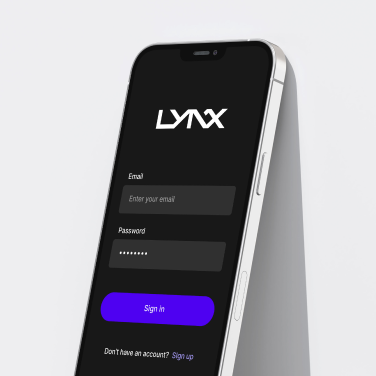 LYNX
Email
Enter your email
Password
••••••••
Sign in
Don't have an account? Sign up